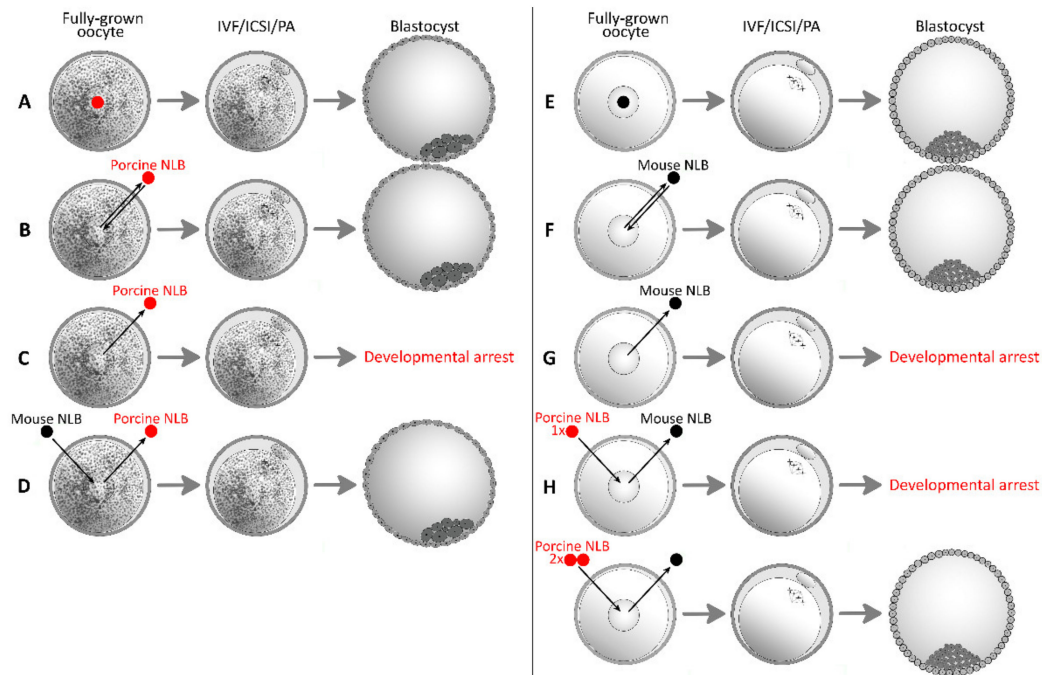 Fully-grown
oocyte
IVF/ICSI/PA
Blastocyst
A
Porcine NLB
B
Porcine NLB
C
Developmental arrest
Mouse NLB
Porcine NLB
D
Fully-grown
oocyte
IVF/ICSI/PA
Blastocyst
E
Mouse NLB
F
Mouse NLB
G
Developmental arrest
Porcine NLB
1x
Mouse NLB
H
Developmental arrest
Porcine NLB
2x